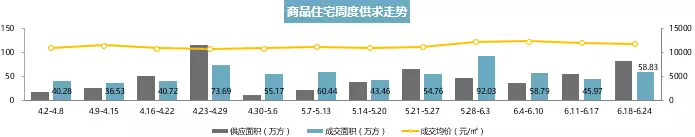 商品住宅周度供求走势
150 15000
100 10000
50 5000
0 0
40.28 36.53 40.72 73.69 55.17 60.44 43.46 54.76 92.03 58.79 45.97 58.83
4.2-4.8 4.9-4.15 4.16-4.22 4.23-4.29 4.30-5.6 5.7-5.13 5.14-5.20 5.21-5.27 5.28-6.3 6.4-6.10 6.11-6.17 6.18-6.24
供应面积（万方） 成交面积（万方） 成交均价（元/㎡）